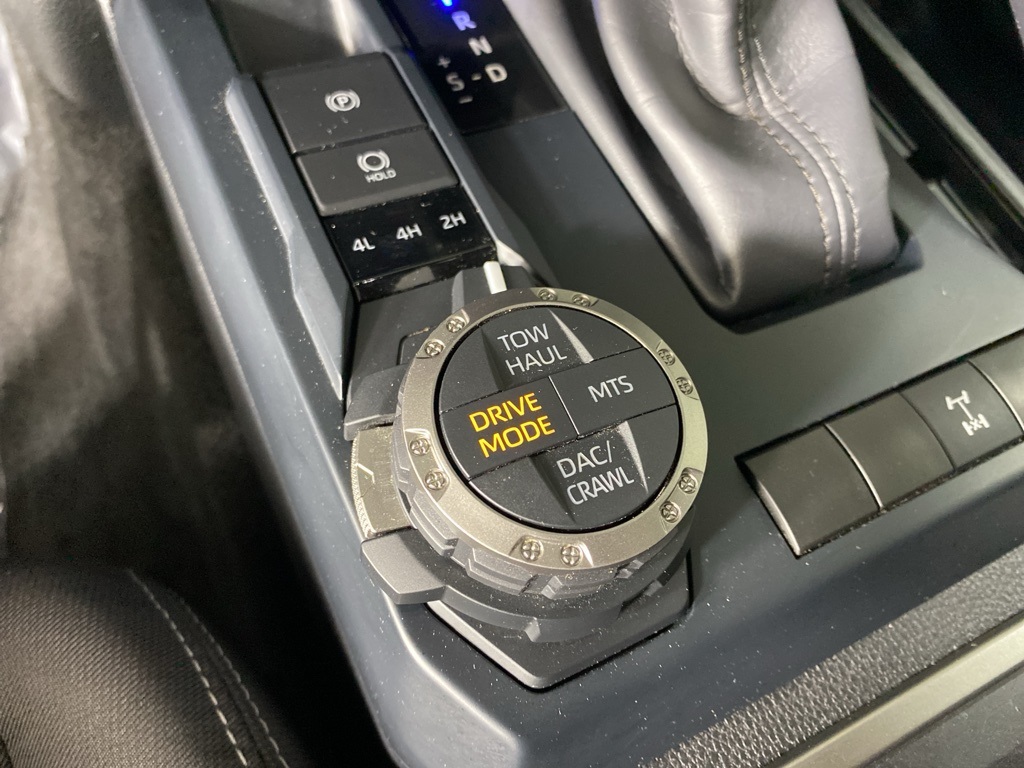 R
N
+
S - D
−
P
HOLD
4L 4H 2H
TOW
HAUL
MTS
DRIVE
MODE
DAC/
CRAWL